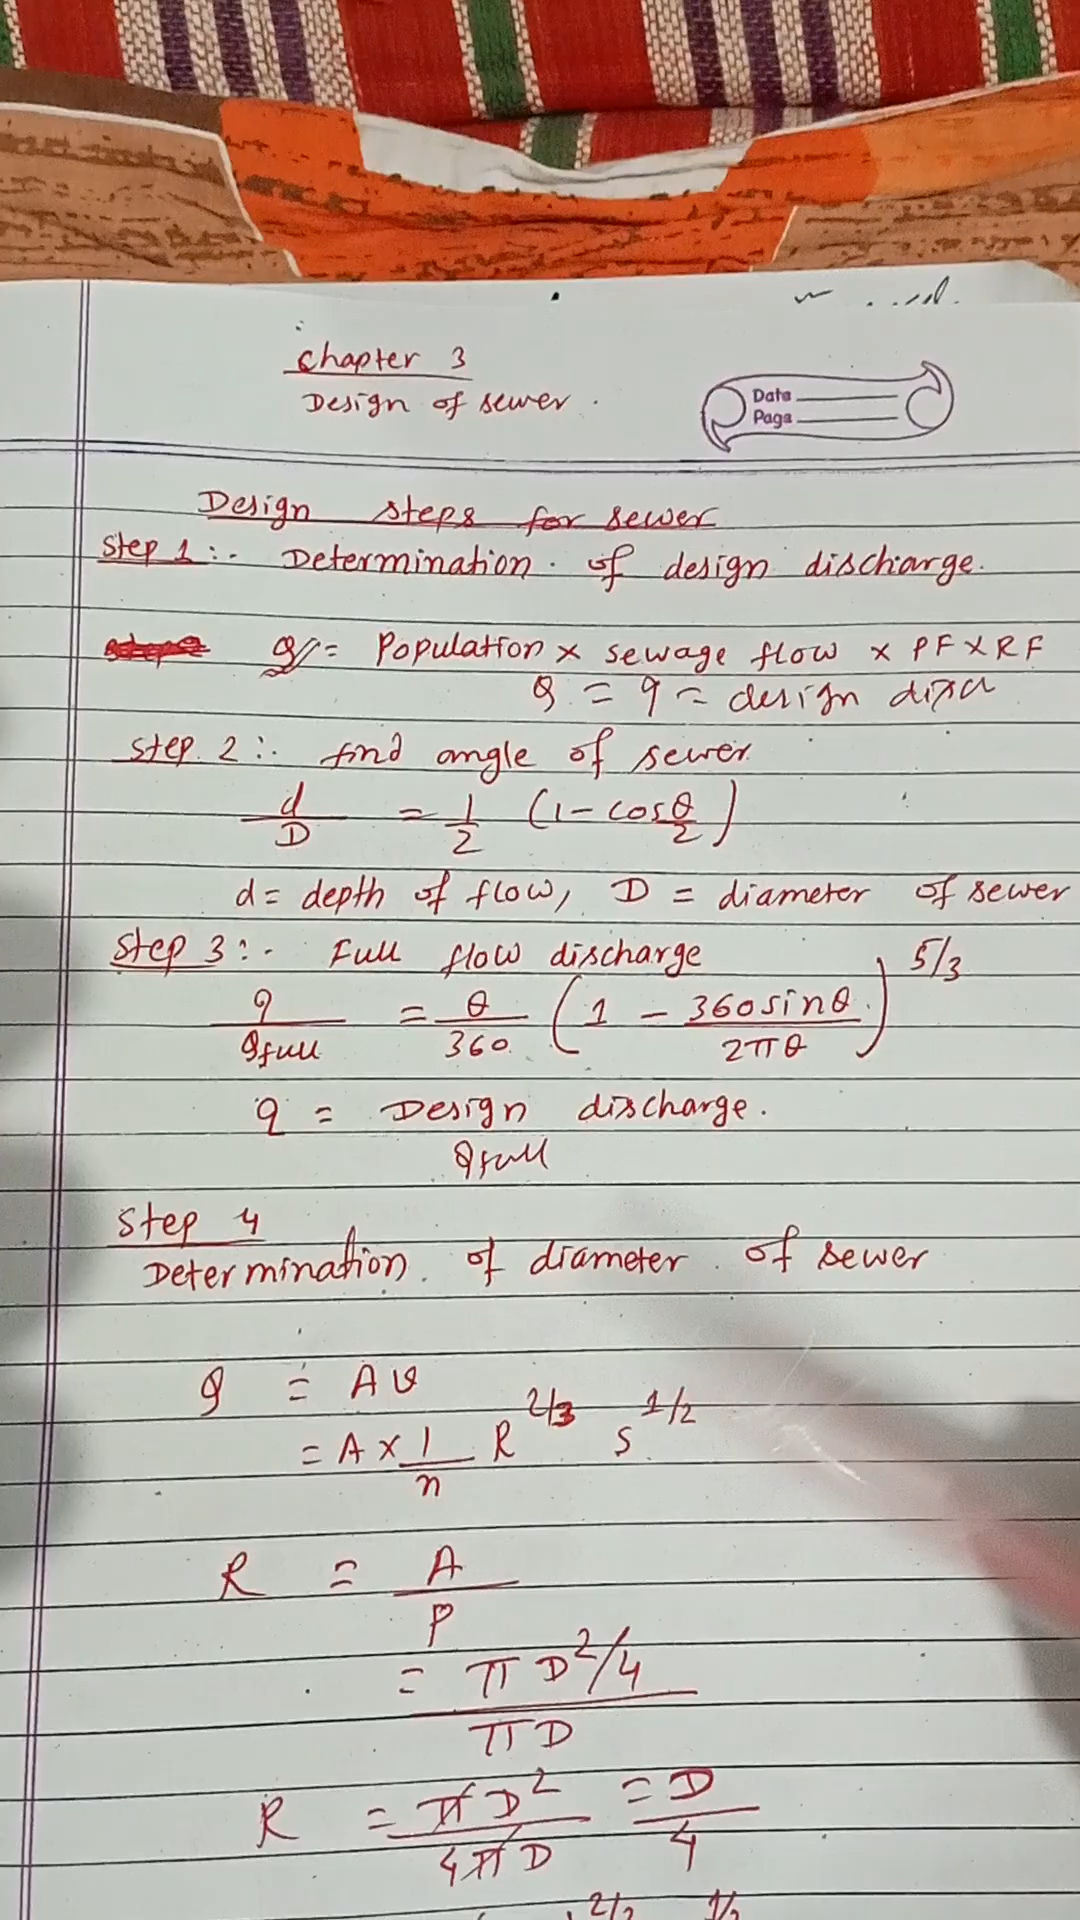 Chapter 3
Design of sewer.
Date
Page
Design steps for sewer
Step 1:- Determination of design discharge.
Q = Population x sewage flow x PF x RF
Q = q = design
Step 2:- find angle of sewer
d/D = 1/2 (1 - cos θ/2)
d = depth of flow, D = diameter of sewer
Step 3:- Full flow discharge
q/qfull = θ/360 (1 - 360 sinθ/2πθ)^5/3
q = Design discharge.
Qfull
Step 4
Determination of diameter of sewer
Q = AV
= A x 1/n R^2/3 S^1/2
R = A/P
= πD²/4 / πD
R = πD²/4πD = D/4